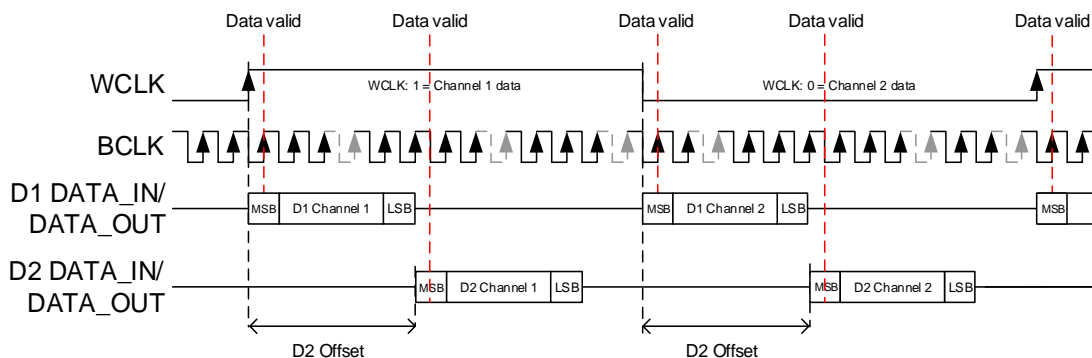 Data valid Data valid Data valid Data valid Data valid
WCLK
WCLK: 1 = Channel 1 data
WCLK: 0 = Channel 2 data
BCLK
D1 DATA_IN/
DATA_OUT
MSB D1 Channel 1 LSB
MSB D1 Channel 2 LSB
MSB
D2 DATA_IN/
DATA_OUT
MSB D2 Channel 1 LSB
MSB D2 Channel 2 LSB
D2 Offset
D2 Offset